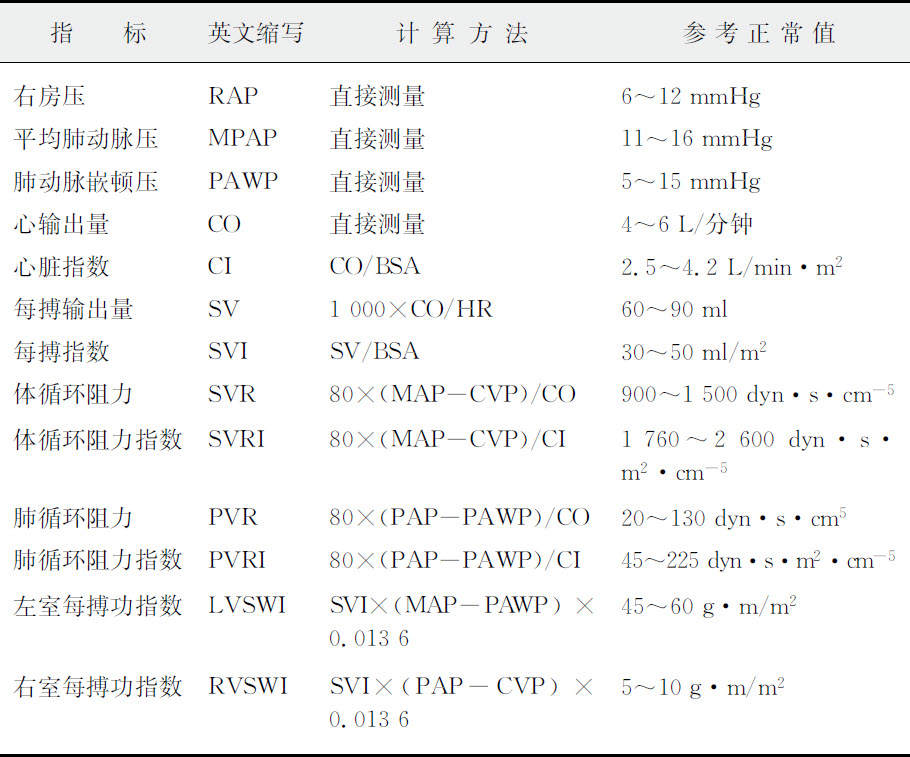 指 标 英文缩写 计算方法 参考正常值
右房压 RAP 直接测量 6～12 mmHg
平均肺动脉压 MPAP 直接测量 11～16 mmHg
肺动脉嵌顿压 PAWP 直接测量 5～15 mmHg
心输出量 CO 直接测量 4～6 L/分钟
心脏指数 CI CO/BSA 2.5～4.2 L/min·m²
每搏输出量 SV 1 000×CO/HR 60～90 ml
每搏指数 SVI SV/BSA 30～50 ml/m²
体循环阻力 SVR 80×(MAP－CVP)/CO 900～1 500 dyn·s·cm⁻⁵
体循环阻力指数 SVRI 80×(MAP－CVP)/CI 1 760～2 600 dyn·s·
m²·cm⁻⁵
肺循环阻力 PVR 80×(PAP－PAWP)/CO 20～130 dyn·s·cm⁵
肺循环阻力指数 PVRI 80×(PAP－PAWP)/CI 45～225 dyn·s·m²·cm⁻⁵
左室每搏功指数 LVSWI SVI×(MAP－PAWP)× 45～60 g·m/m²
0.013 6
右室每搏功指数 RVSWI SVI×(PAP－CVP)× 5～10 g·m/m²
0.013 6